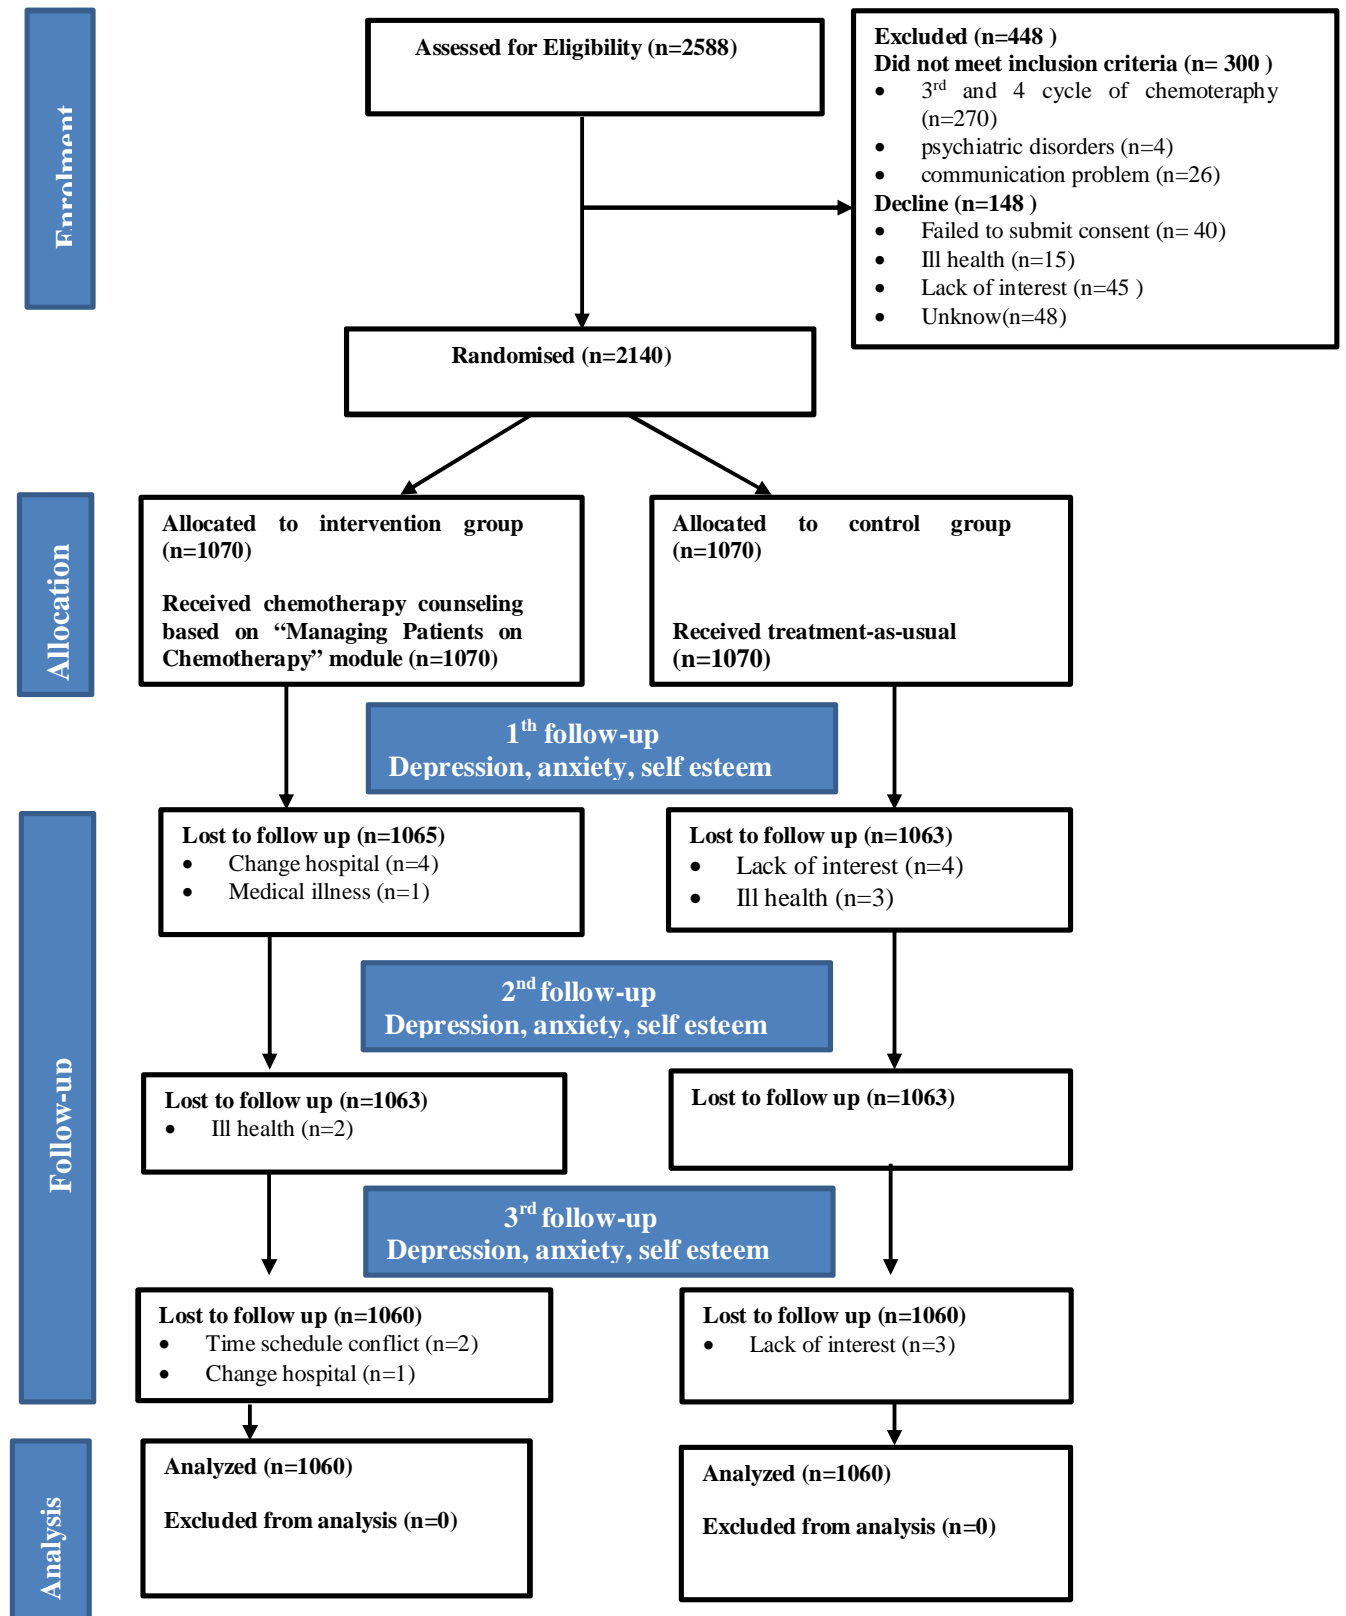 Enrolment
Assessed for Eligibility (n=2588)
Excluded (n=448 )
Did not meet inclusion criteria (n= 300 )
• 3rd and 4 cycle of chemoteraphy
(n=270)
• psychiatric disorders (n=4)
• communication problem (n=26)
Decline (n=148 )
• Failed to submit consent (n= 40)
• Ill health (n=15)
• Lack of interest (n=45 )
• Unknow(n=48)
Randomised (n=2140)
Allocation
Allocated to intervention group
(n=1070)
Received chemotherapy counseling
based on “Managing Patients on
Chemotherapy” module (n=1070)
Allocated to control group
(n=1070)
Received treatment-as-usual
(n=1070)
1th follow-up
Depression, anxiety, self esteem
Follow-up
Lost to follow up (n=1065)
• Change hospital (n=4)
• Medical illness (n=1)
Lost to follow up (n=1063)
• Lack of interest (n=4)
• Ill health (n=3)
2nd follow-up
Depression, anxiety, self esteem
Lost to follow up (n=1063)
• Ill health (n=2)
Lost to follow up (n=1063)
3rd follow-up
Depression, anxiety, self esteem
Lost to follow up (n=1060)
• Time schedule conflict (n=2)
• Change hospital (n=1)
Lost to follow up (n=1060)
• Lack of interest (n=3)
Analysis
Analyzed (n=1060)
Excluded from analysis (n=0)
Analyzed (n=1060)
Excluded from analysis (n=0)